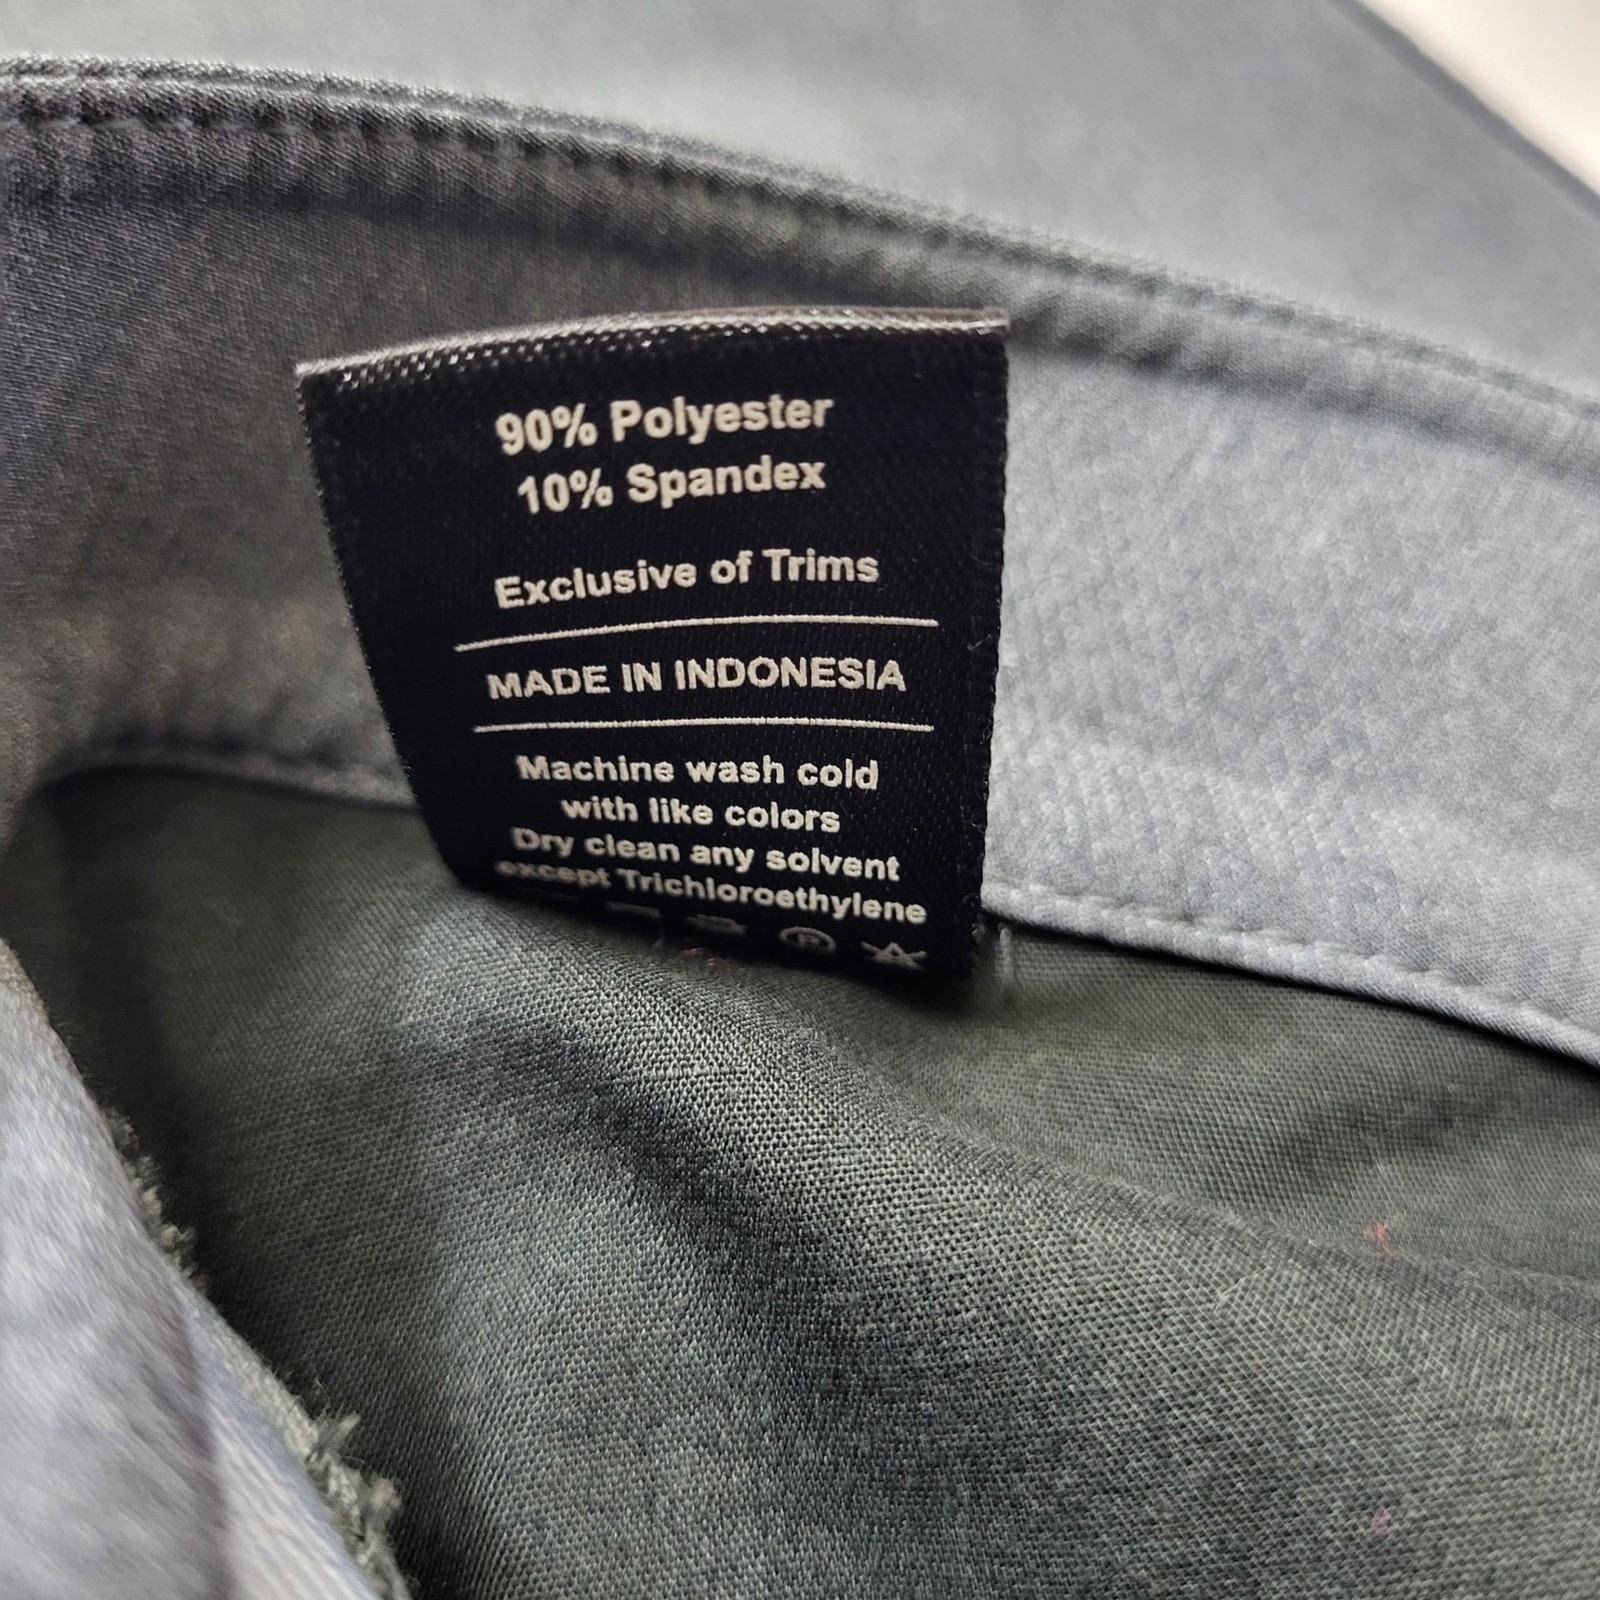 90% Polyester
10% Spandex
Exclusive of Trims
MADE IN INDONESIA
Machine wash cold
with like colors
Dry clean any solvent
except Trichloroethylene
P